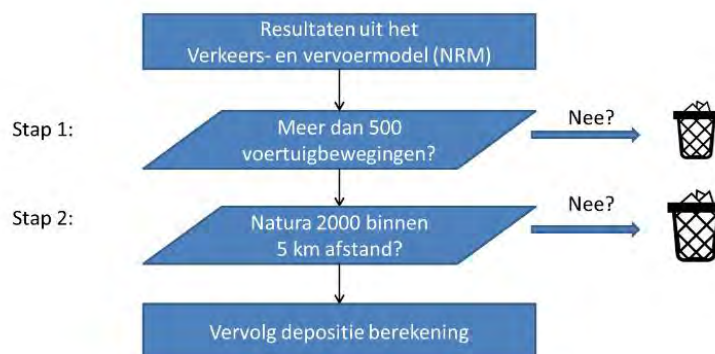 Resultaten uit het
Verkeers- en vervoermodel (NRM)
Stap 1:
Meer dan 500
voertuigbewegingen?
Nee?
Stap 2:
Natura 2000 binnen
5 km afstand?
Nee?
Vervolg depositie berekening